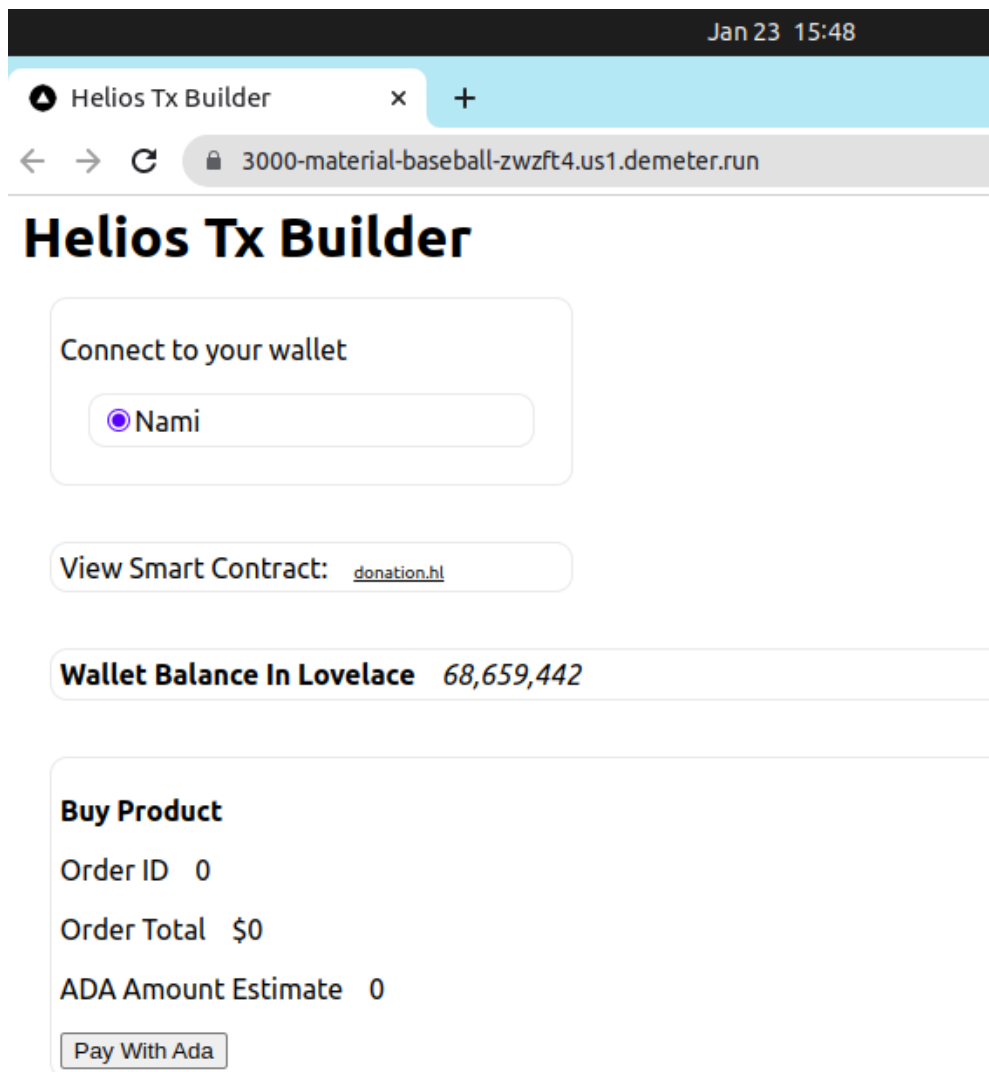 Jan 23 15:48
Helios Tx Builder
3000-material-baseball-zwzft4.us1.demeter.run
Helios Tx Builder
Connect to your wallet
Nami
View Smart Contract: donation.hl
Wallet Balance In Lovelace 68,659,442
Buy Product
Order ID 0
Order Total $0
ADA Amount Estimate 0
Pay With Ada